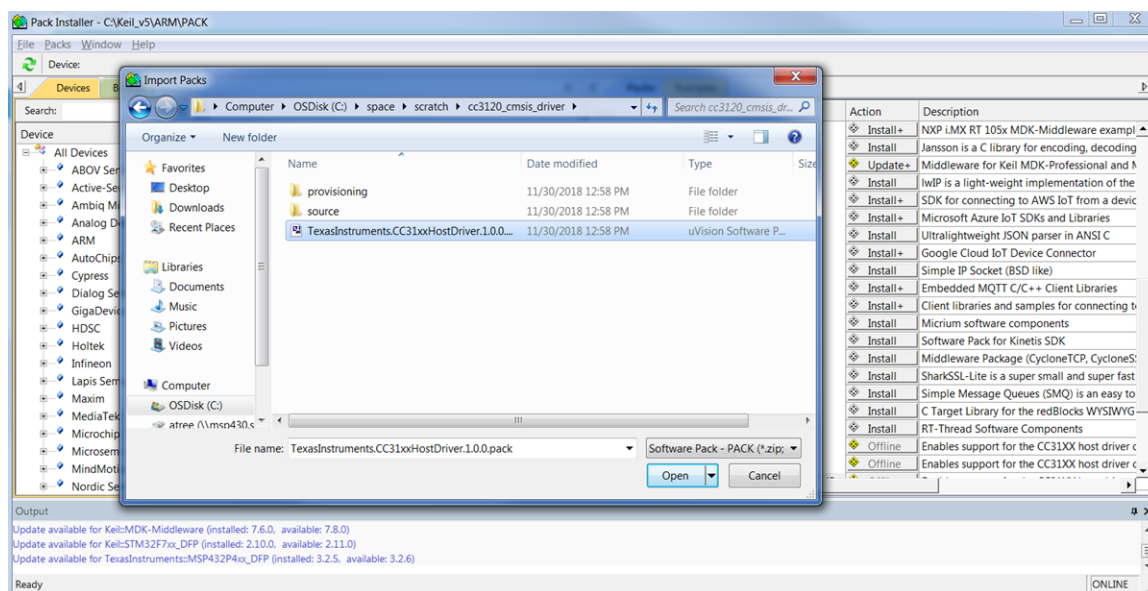 Pack Installer - C:\Keil_v5\ARM\PACK
File Packs Window Help
Device:
Devices
Search:
Device
All Devices
ABOV Ser
Active-Se
Ambiq Mi
Analog D
ARM
AutoChips
Cypress
Dialog Se
GigaDevic
HDSC
Holtek
Infineon
Lapis Sem
Maxim
MediaTek
Microchip
Microsem
MindMoti
Nordic Se
Import Packs
Computer OSDisk (C:) space scratch cc3120_cmsis_driver
Search cc3120_cmsis_dr...
Organize New folder
Favorites
Desktop
Downloads
Recent Places
Libraries
Documents
Music
Pictures
Videos
Computer
OSDisk (C:)
atree (\\msp430.s
Name Date modified Type Size
provisioning 11/30/2018 12:58 PM File folder
source 11/30/2018 12:58 PM File folder
TexasInstruments.CC31xxHostDriver.1.0.0.... 11/30/2018 12:58 PM uVision Software P...
File name: TexasInstruments.CC31xxHostDriver.1.0.0.pack
Software Pack - PACK (*.zip;
Open Cancel
Action Description
Install+ NXP i.MX RT 105x MDK-Middleware exampl
Install Jansson is a C library for encoding, decoding
Update+ Middleware for Keil MDK-Professional and M
Install lwIP is a light-weight implementation of the
Install+ SDK for connecting to AWS IoT from a devic
Install+ Microsoft Azure IoT SDKs and Libraries
Install Ultralightweight JSON parser in ANSI C
Install+ Google Cloud IoT Device Connector
Install Simple IP Socket (BSD like)
Install+ Embedded MQTT C/C++ Client Libraries
Install+ Client libraries and samples for connecting t
Install Micrium software components
Install Software Pack for Kinetis SDK
Install Middleware Package (CycloneTCP, CycloneS
Install SharkSSL-Lite is a super small and super fast
Install Simple Message Queues (SMQ) is an easy to
Install C Target Library for the redBlocks WYSIWYG
Install RT-Thread Software Components
Offline Enables support for the CC31XX host driver c
Offline Enables support for the CC31XX host driver c
Output
Update available for Keil::MDK-Middleware (installed: 7.6.0, available: 7.8.0)
Update available for Keil::STM32F7xx_DFP (installed: 2.10.0, available: 2.11.0)
Update available for TexasInstruments::MSP432P4xx_DFP (installed: 3.2.5, available: 3.2.6)
Ready
ONLINE